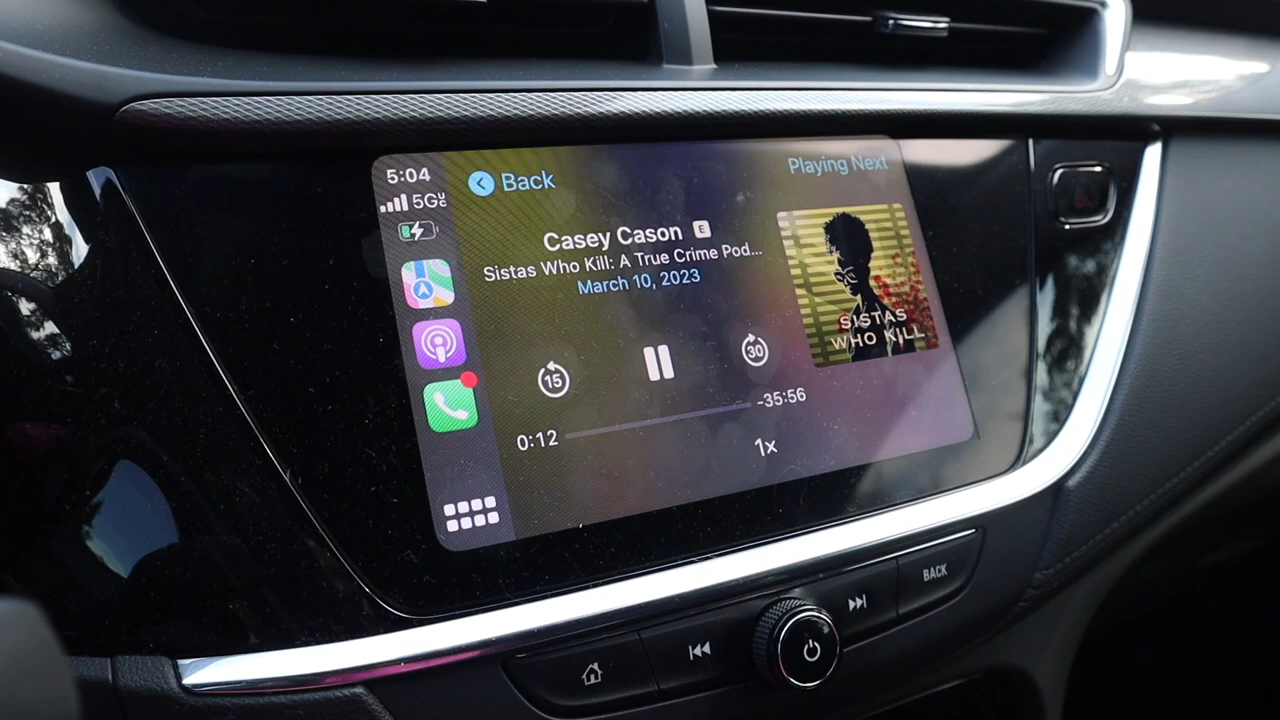 5:04
5G
Back
Playing Next
Casey Cason E
Sistas Who Kill: A True Crime Pod...
March 10, 2023
SISTAS
WHO KILL
15
30
0:12
-35:56
1x
BACK